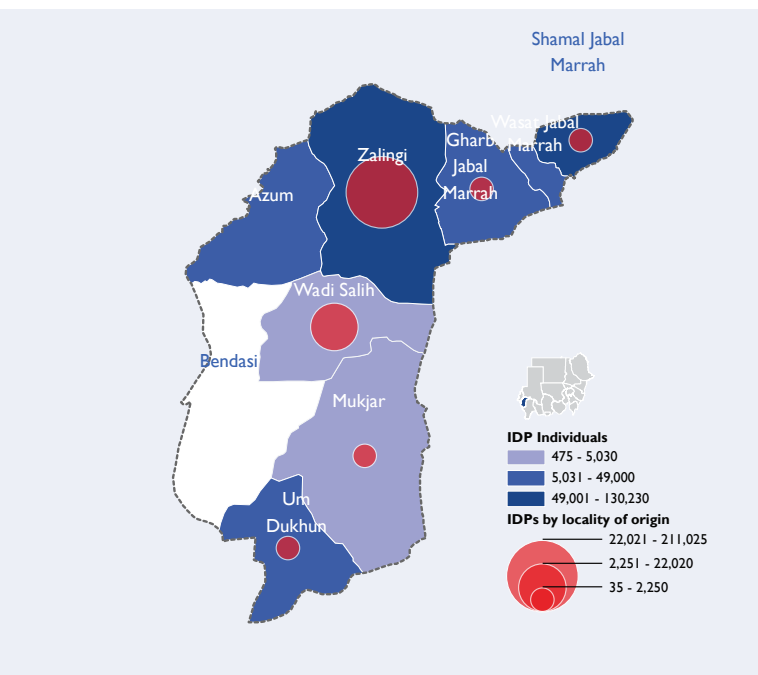 Shamal Jabal
Marrah
Wasat Jabal
Marrah
Gharb
Jabal
Marrah
Zalingi
Azum
Wadi Salih
Bendasi
Mukjar
Um
Dukhun
IDP Individuals
475 - 5,030
5,031 - 49,000
49,001 - 130,230
IDPs by locality of origin
22,021 - 211,025
2,251 - 22,020
35 - 2,250